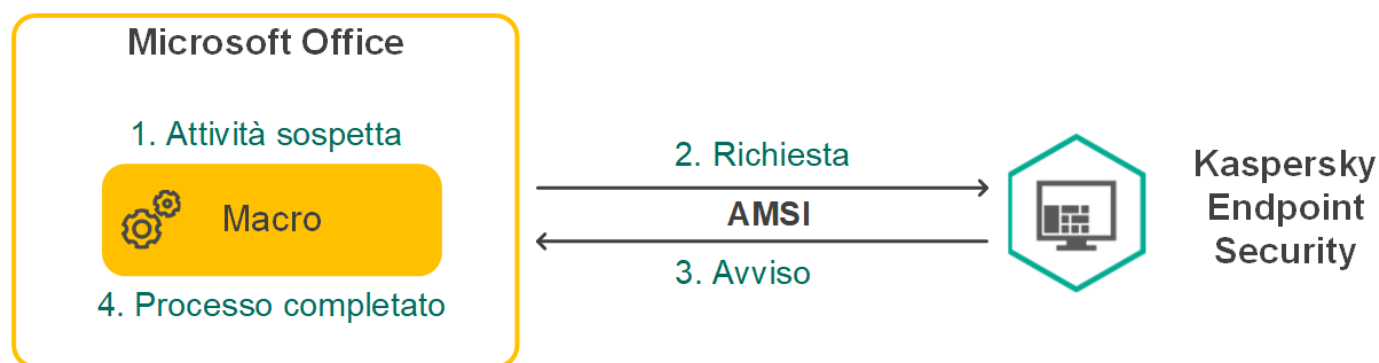 Microsoft Office
1. Attività sospetta
Macro
4. Processo completato
2. Richiesta
AMSI
3. Avviso
Kaspersky
Endpoint
Security